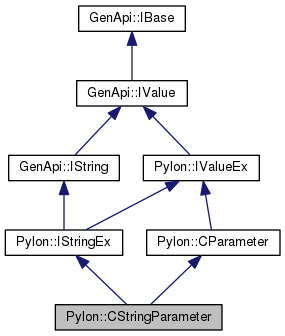 GenApi::IBase
GenApi::IValue
GenApi::IString
Pylon::IValueEx
Pylon::IStringEx
Pylon::CParameter
Pylon::CStringParameter